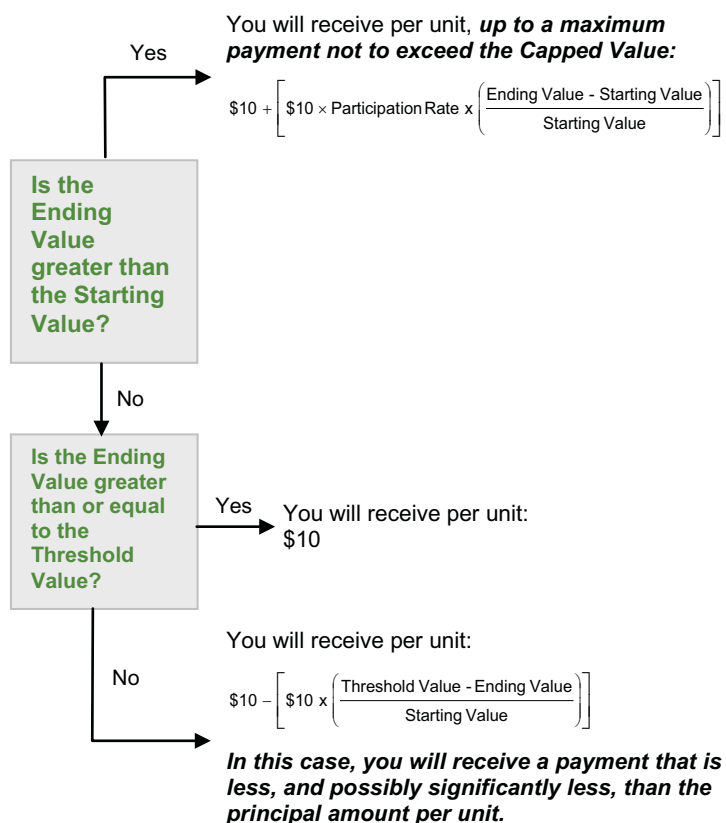 You will receive per unit, up to a maximum
payment not to exceed the Capped Value:
Yes
$10 + [ $10 × Participation Rate x ( Ending Value - Starting Value / Starting Value ) ]
Is the
Ending
Value
greater than
the Starting
Value?
No
Is the Ending
Value greater
than or equal
to the
Threshold
Value?
Yes
You will receive per unit:
$10
You will receive per unit:
No
$10 – [ $10 x ( Threshold Value - Ending Value / Starting Value ) ]
In this case, you will receive a payment that is
less, and possibly significantly less, than the
principal amount per unit.